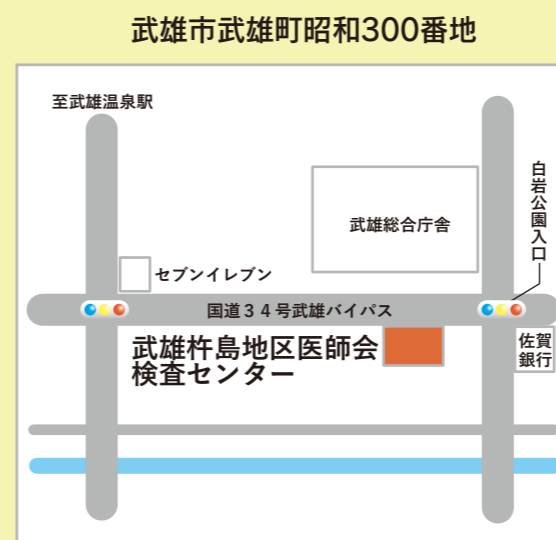 武雄市武雄町昭和300番地
至武雄温泉駅
白岩公園入口
武雄総合庁舎
セブンイレブン
国道34号武雄バイパス
武雄杵島地区医師会
検査センター
佐賀
銀行